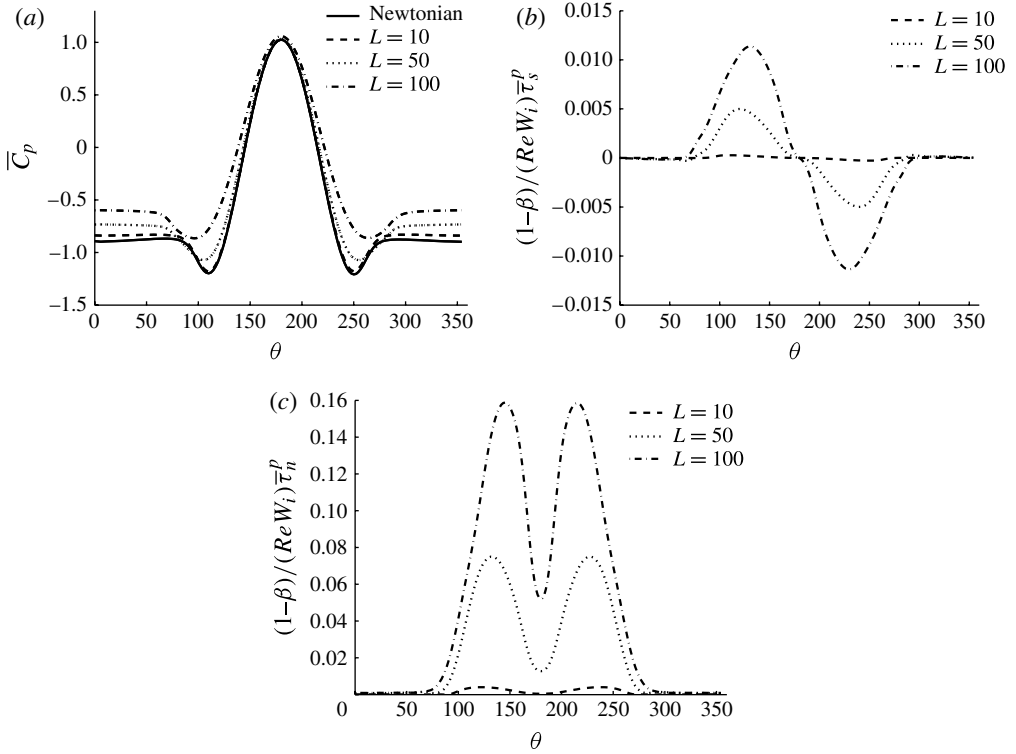 (a)
Newtonian
L = 10
L = 50
L = 100
1.0
0.5
0
−0.5
−1.0
−1.5
C̅p
0 50 100 150 200 250 300 350
θ
(b)
L = 10
L = 50
L = 100
0.015
0.010
0.005
0
−0.005
−0.010
−0.015
(1−β)/(ReWi)τ̅ps
0 50 100 150 200 250 300 350
θ
(c)
L = 10
L = 50
L = 100
0.16
0.14
0.12
0.10
0.08
0.06
0.04
0.02
(1−β)/(ReWi)τ̅pn
0 50 100 150 200 250 300 350
θ